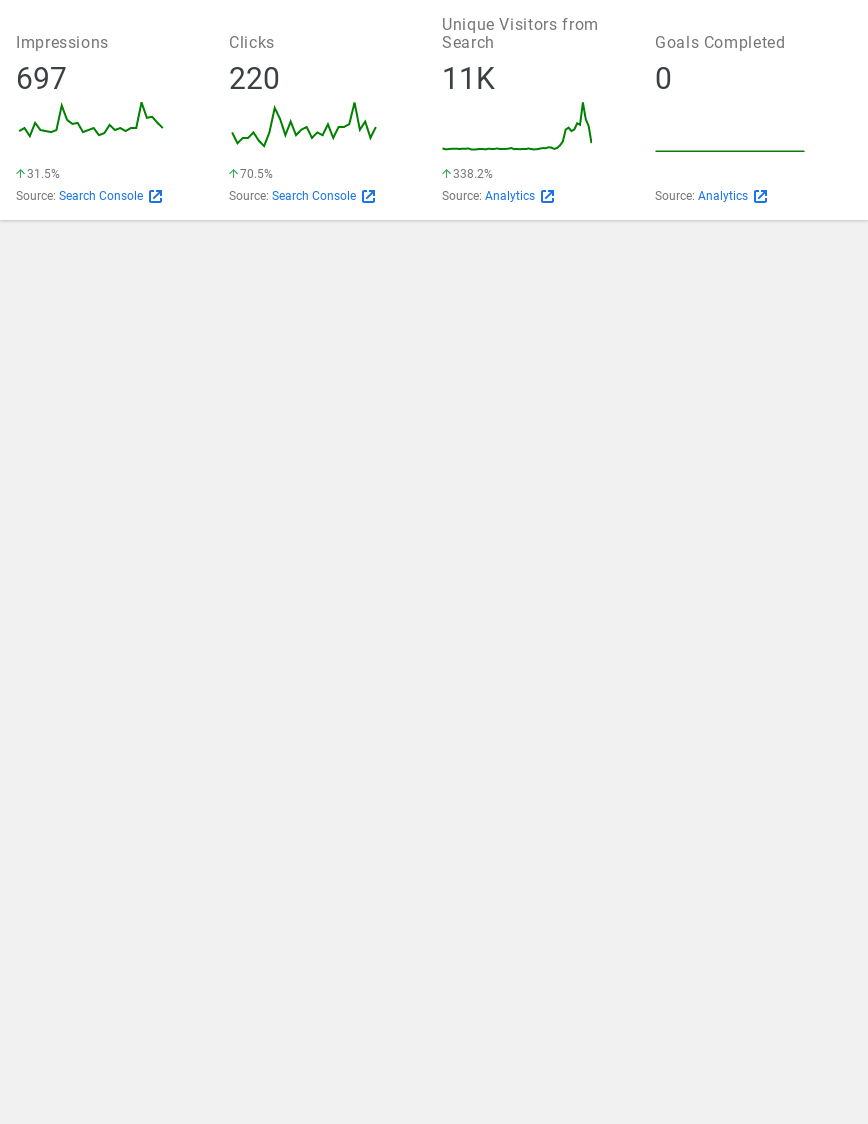 Impressions
697
31.5%
Source: Search Console
Clicks
220
70.5%
Source: Search Console
Unique Visitors from
Search
11K
338.2%
Source: Analytics
Goals Completed
0
Source: Analytics